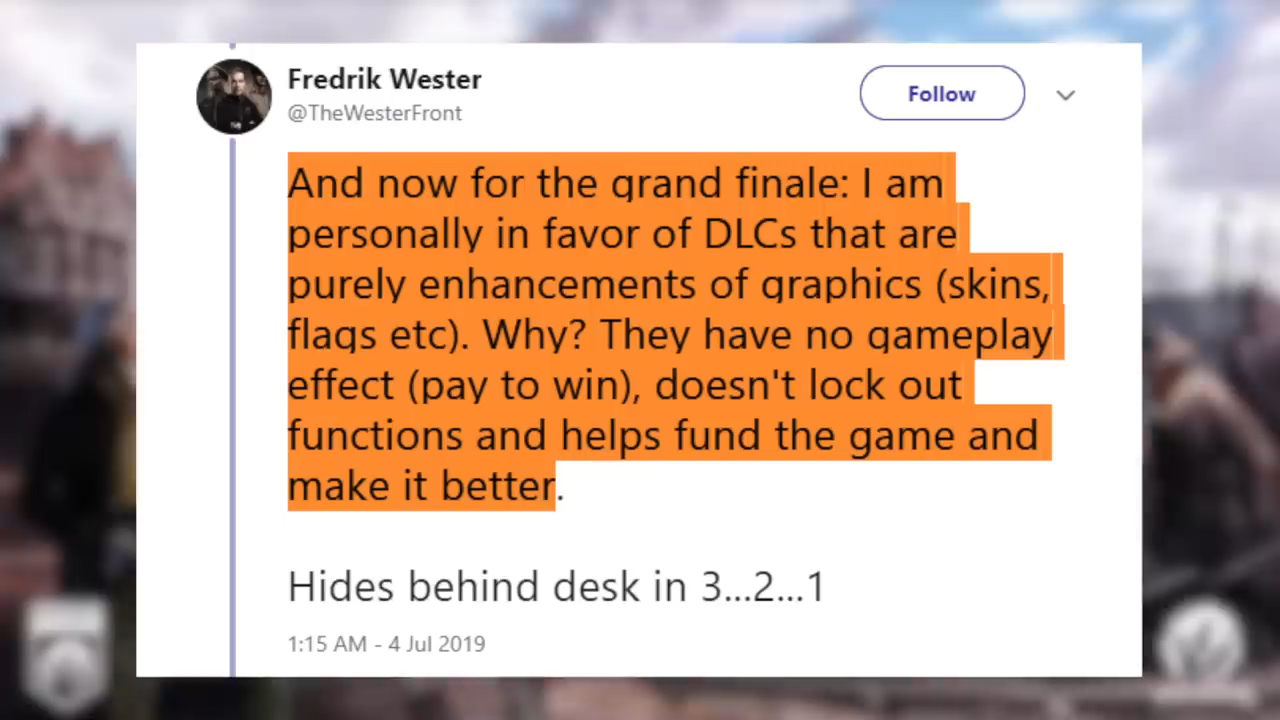 Fredrik Wester
Follow
@TheWesterFront
And now for the grand finale: I am
personally in favor of DLCs that are
purely enhancements of graphics (skins,
flags etc). Why? They have no gameplay
effect (pay to win), doesn't lock out
functions and helps fund the game and
make it better.
Hides behind desk in 3...2...1
1:15 AM - 4 Jul 2019